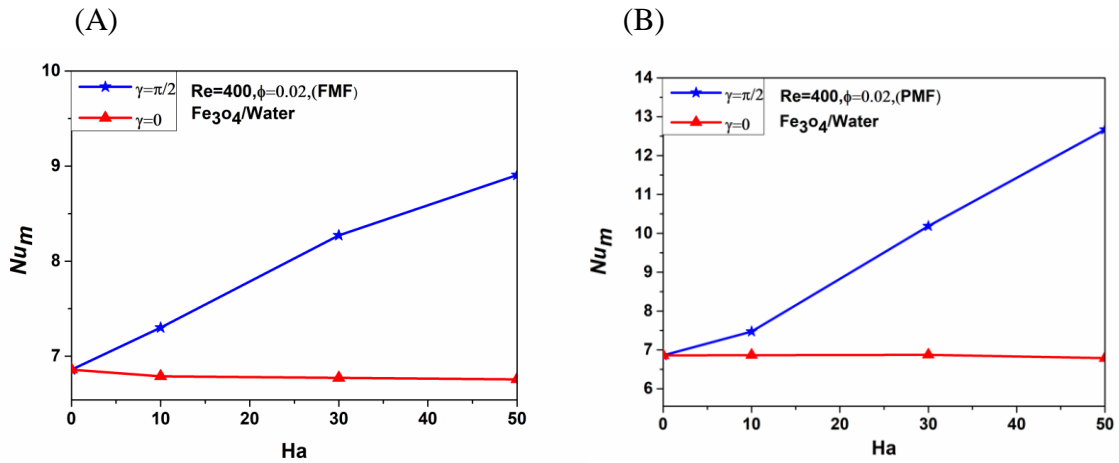 (A)
(B)
10
9
8
7
Nu_m
0
10
20
30
40
50
Ha
γ=π/2
γ=0
Re=400,ϕ=0.02,(FMF)
Fe₃o₄/Water
14
13
12
11
10
9
8
7
6
Nu_m
0
10
20
30
40
50
Ha
γ=π/2
γ=0
Re=400,ϕ=0.02,(PMF)
Fe₃o₄/Water